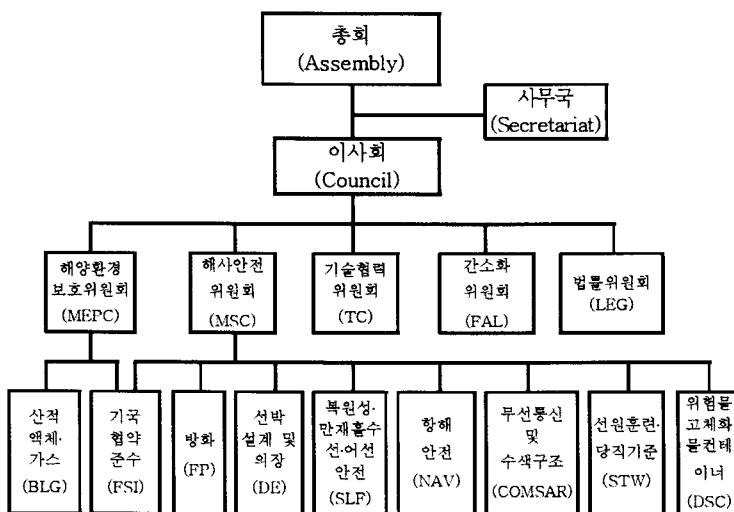 총회
(Assembly)
사무국
(Secretariat)
이사회
(Council)
해양환경
보호위원회
(MEPC)
해사안전
위원회
(MSC)
기술협력
위원회
(TC)
간소화
위원회
(FAL)
법률위원회
(LEG)
산적
액체·
가스
(BLG)
기국
협약
준수
(FSI)
방화
(FP)
선박
설계 및
의장
(DE)
복원성·
만재흘수
선·어선
안전
(SLF)
항해
안전
(NAV)
무선통신
및
수색구조
(COMSAR)
선원훈련·
당직기준
(STW)
위험물
고체화
물컨테
이너
(DSC)